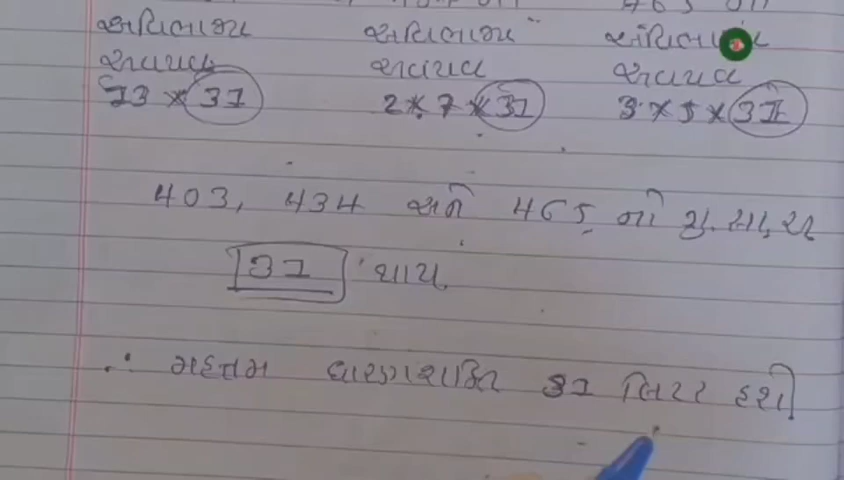 અવિભાજ્ય અવિભાજ્ય
અવયવ અવયવ અવયવ
13 × 31 2 × 7 × 31 3 × 5 × 31
403, 434 અને 465 નો ગુ.સા.અ
31 થાય
∴ મહત્તમ ધારણશક્તિ 31 લિટર હશે